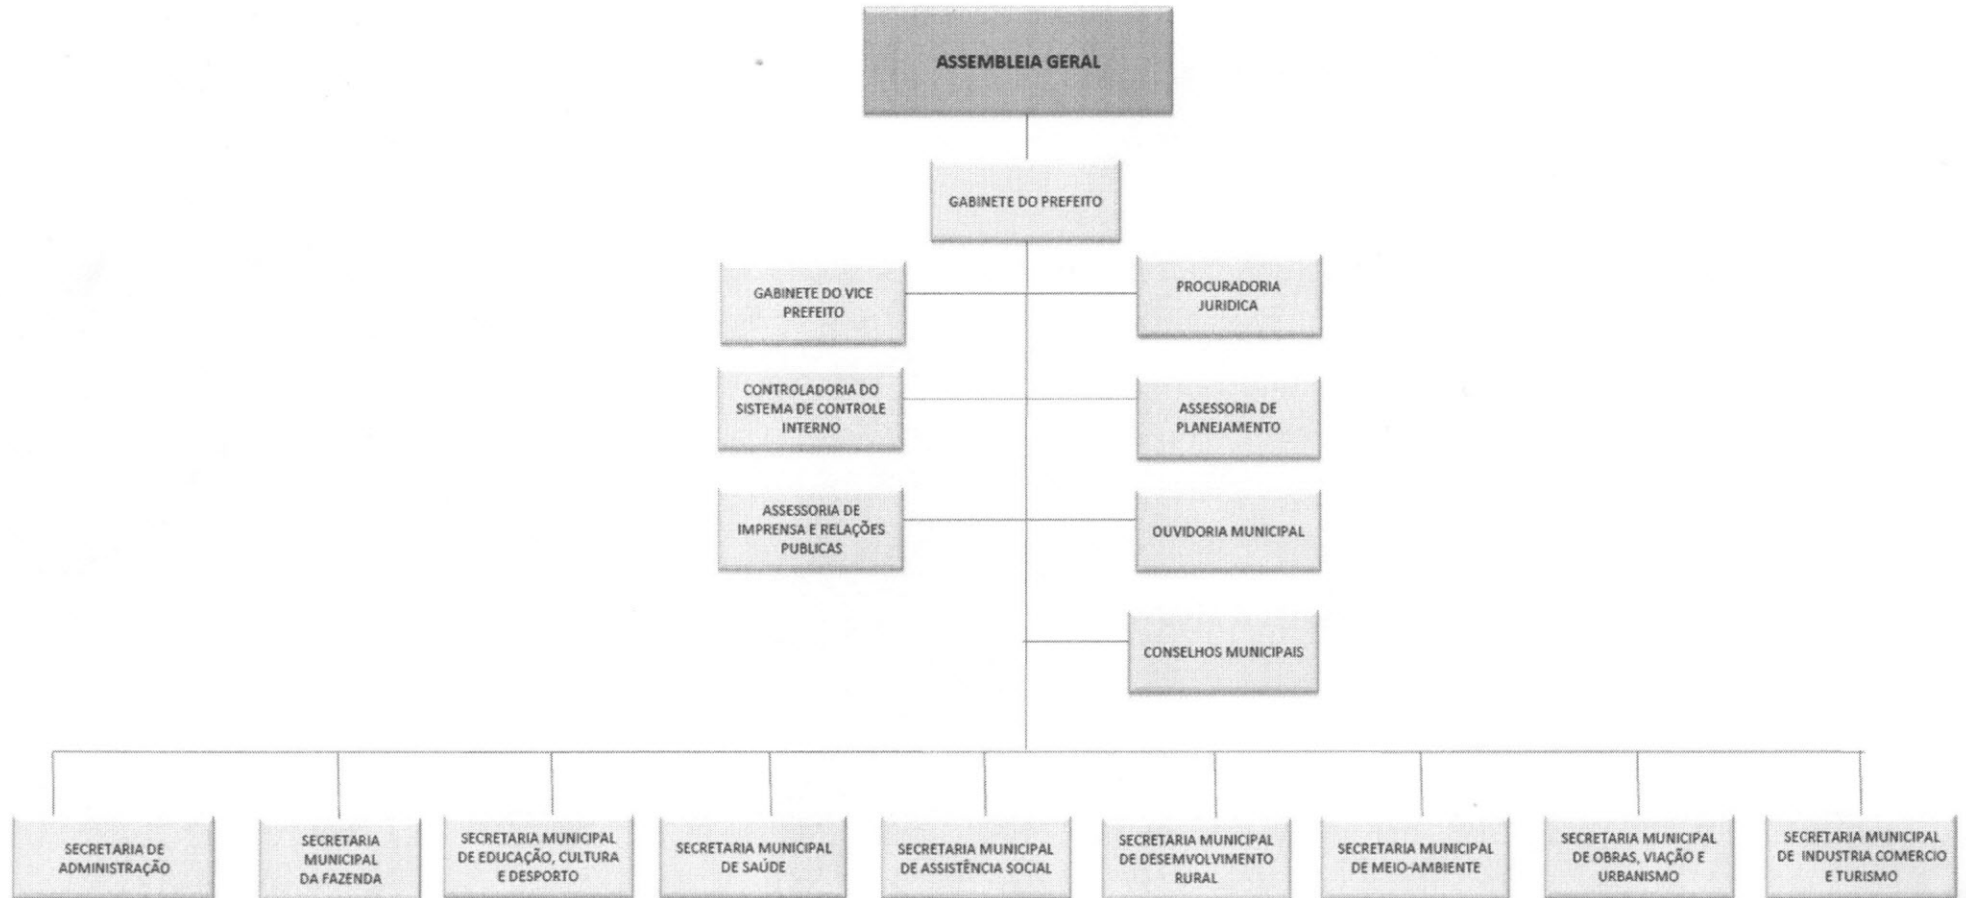 ASSEMBLEIA GERAL
GABINETE DO PREFEITO
GABINETE DO VICE
PREFEITO
PROCURADORIA
JURIDICA
CONTROLADORIA DO
SISTEMA DE CONTROLE
INTERNO
ASSESSORIA DE
PLANEJAMENTO
ASSESSORIA DE
IMPRENSA E RELAÇÕES
PUBLICAS
OUVIDORIA MUNICIPAL
CONSELHOS MUNICIPAIS
SECRETARIA DE
ADMINISTRAÇÃO
SECRETARIA
MUNICIPAL
DA FAZENDA
SECRETARIA MUNICIPAL
DE EDUCAÇÃO, CULTURA
E DESPORTO
SECRETARIA MUNICIPAL
DE SAÚDE
SECRETARIA MUNICIPAL
DE ASSISTÊNCIA SOCIAL
SECRETARIA MUNICIPAL
DE DESEMVOLVIMENTO
RURAL
SECRETARIA MUNICIPAL
DE MEIO-AMBIENTE
SECRETARIA MUNICIPAL
DE OBRAS, VIAÇÃO E
URBANISMO
SECRETARIA MUNICIPAL
DE INDUSTRIA COMERCIO
E TURISMO